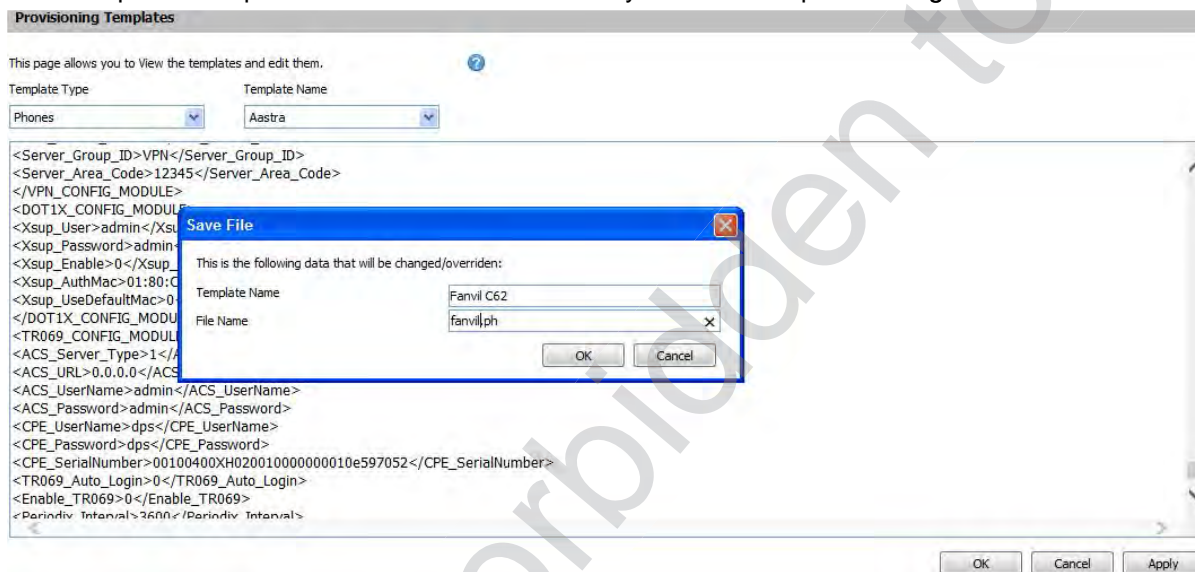 Provisioning Templates
This page allows you to View the templates and edit them.
Template Type Template Name
Phones Aastra
<Server_Group_ID>VPN</Server_Group_ID>
<Server_Area_Code>12345</Server_Area_Code>
</VPN_CONFIG_MODULE>
<DOT1X_CONFIG_MODULE
<Xsup_User>admin</Xsu
<Xsup_Password>admin<
<Xsup_Enable>0</Xsup_
<Xsup_AuthMac>01:80:C
<Xsup_UseDefaultMac>0
</DOT1X_CONFIG_MODU
<TR069_CONFIG_MODUL
<ACS_Server_Type>1</A
<ACS_URL>0.0.0.0</ACS
Save File
This is the following data that will be changed/overriden:
Template Name Fanvil C62
File Name fanvil.ph
OK Cancel
<ACS_UserName>admin</ACS_UserName>
<ACS_Password>admin</ACS_Password>
<CPE_UserName>dps</CPE_UserName>
<CPE_Password>dps</CPE_Password>
<CPE_SerialNumber>00100400XH020010000000010e597052</CPE_SerialNumber>
<TR069_Auto_Login>0</TR069_Auto_Login>
<Enable_TR069>0</Enable_TR069>
<Periodix_Interval>3600</Periodix_Interval>
OK Cancel Apply
orbidden to